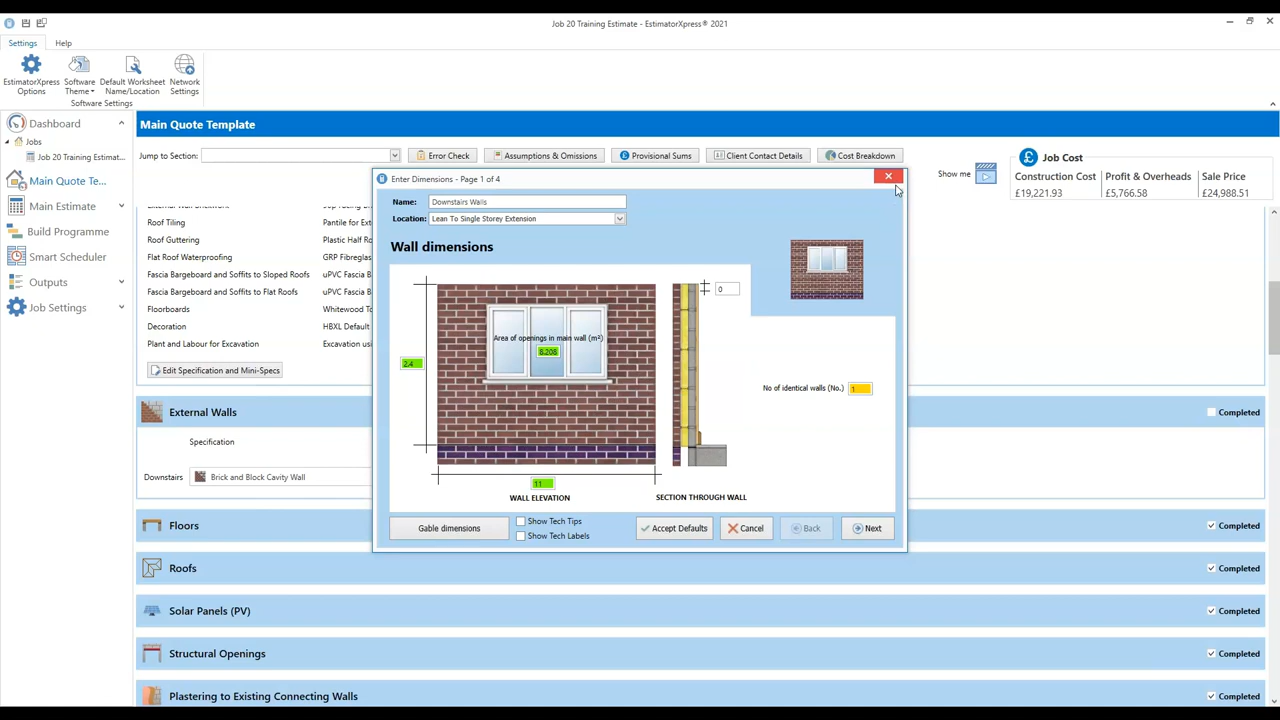 Job 20 Training Estimate - EstimatorXpress® 2021
Settings Help
EstimatorXpress Options
Software Theme
Default Worksheet Name/Location
Network Settings
Software Settings
Dashboard
Jobs
Job 20 Training Estimat...
Main Quote Te...
Main Estimate
Build Programme
Smart Scheduler
Outputs
Job Settings
Main Quote Template
Jump to Section:
Error Check
Assumptions & Omissions
Provisional Sums
Client Contact Details
Cost Breakdown
Show me
Job Cost
Construction Cost Profit & Overheads Sale Price
£19,221.93 £5,766.58 £24,988.51
Roof Tiling Pantile for Ext
Roof Guttering Plastic Half Ro
Flat Roof Waterproofing GRP Fibreglas
Fascia Bargeboard and Soffits to Sloped Roofs uPVC Fascia B
Fascia Bargeboard and Soffits to Flat Roofs uPVC Fascia B
Floorboards Whitewood To
Decoration HBXL Default
Plant and Labour for Excavation Excavation usi
Edit Specification and Mini-Specs
External Walls Completed
Specification
Downstairs Brick and Block Cavity Wall
Floors Completed
Roofs Completed
Solar Panels (PV) Completed
Structural Openings Completed
Plastering to Existing Connecting Walls Completed
Enter Dimensions - Page 1 of 4
Name: Downstairs Walls
Location: Lean To Single Storey Extension
Wall dimensions
0
Area of openings in main wall (m²)
8.208
2.4
No of identical walls (No.) 1
11
WALL ELEVATION SECTION THROUGH WALL
Gable dimensions
Show Tech Tips
Show Tech Labels
Accept Defaults
Cancel
Back
Next